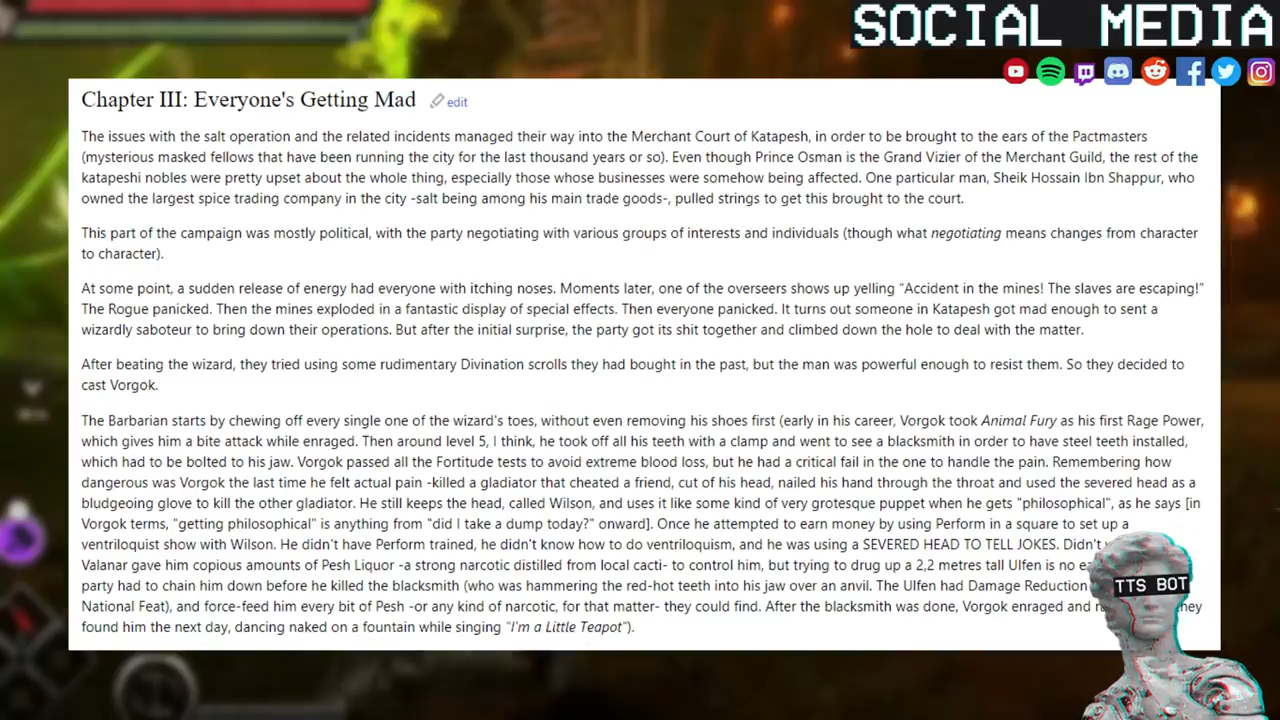 SOCIAL MEDIA
Chapter III: Everyone's Getting Mad edit
The issues with the salt operation and the related incidents managed their way into the Merchant Court of Katapesh, in order to be brought to the ears of the Pactmasters
(mysterious masked fellows that have been running the city for the last thousand years or so). Even though Prince Osman is the Grand Vizier of the Merchant Guild, the rest of the
katapeshi nobles were pretty upset about the whole thing, especially those whose businesses were somehow being affected. One particular man, Sheik Hossain Ibn Shappur, who
owned the largest spice trading company in the city -salt being among his main trade goods-, pulled strings to get this brought to the court.
This part of the campaign was mostly political, with the party negotiating with various groups of interests and individuals (though what negotiating means changes from character
to character).
At some point, a sudden release of energy had everyone with itching noses. Moments later, one of the overseers shows up yelling “Accident in the mines! The slaves are escaping!”
The Rogue panicked. Then the mines exploded in a fantastic display of special effects. Then everyone panicked. It turns out someone in Katapesh got mad enough to sent a
wizardly saboteur to bring down their operations. But after the initial surprise, the party got its shit together and climbed down the hole to deal with the matter.
After beating the wizard, they tried using some rudimentary Divination scrolls they had bought in the past, but the man was powerful enough to resist them. So they decided to
cast Vorgok.
The Barbarian starts by chewing off every single one of the wizard's toes, without even removing his shoes first (early in his career, Vorgok took Animal Fury as his first Rage Power,
which gives him a bite attack while enraged. Then around level 5, I think, he took off all his teeth with a clamp and went to see a blacksmith in order to have steel teeth installed,
which had to be bolted to his jaw. Vorgok passed all the Fortitude tests to avoid extreme blood loss, but he had a critical fail in the one to handle the pain. Remembering how
dangerous was Vorgok the last time he felt actual pain -killed a gladiator that cheated a friend, cut of his head, nailed his hand through the throat and used the severed head as a
bludgeoing glove to kill the other gladiator. He still keeps the head, called Wilson, and uses it like some kind of very grotesque puppet when he gets "philosophical", as he says [in
Vorgok terms, "getting philosophical" is anything from "did I take a dump today?" onward]. Once he attempted to earn money by using Perform in a square to set up a
ventriloquist show with Wilson. He didn't have Perform trained, he didn't know how to do ventriloquism, and he was using a SEVERED HEAD TO TELL JOKES. Didn't
Valanar gave him copious amounts of Pesh Liquor -a strong narcotic distilled from local cacti- to control him, but trying to drug up a 2,2 metres tall Ulfen is no
party had to chain him down before he killed the blacksmith (who was hammering the red-hot teeth into his jaw over an anvil. The Ulfen had Damage Reduction
National Feat), and force-feed him every bit of Pesh -or any kind of narcotic, for that matter- they could find. After the blacksmith was done, Vorgok enraged and
found him the next day, dancing naked on a fountain while singing "I'm a Little Teapot").
TTS BOT